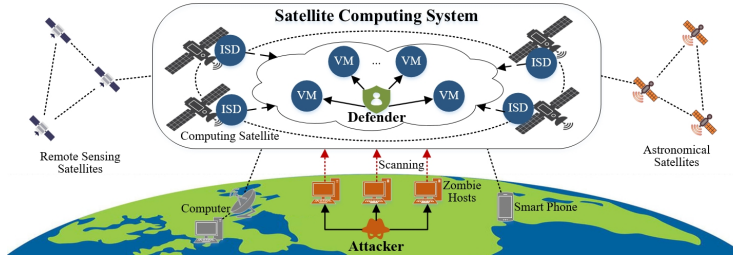 Satellite Computing System
ISD
ISD
VM
...
VM
VM
VM
ISD
ISD
Defender
Computing Satellite
Remote Sensing
Satellites
Astronomical
Satellites
Scanning
Zombie
Hosts
Computer
Smart Phone
Attacker